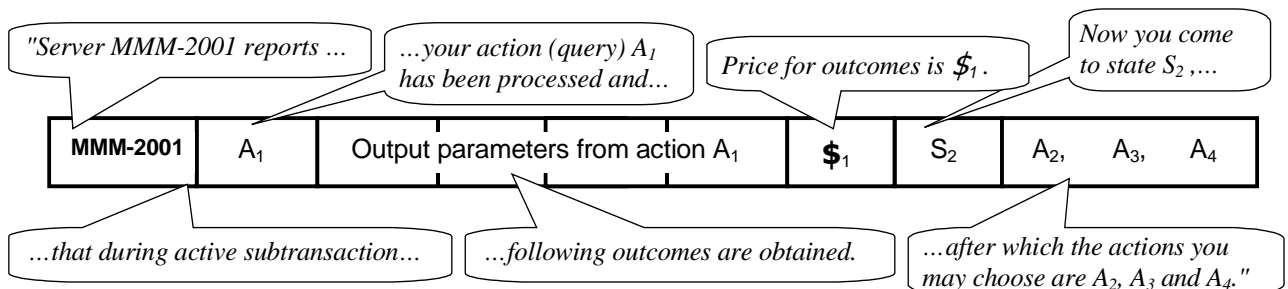 "Server MMM-2001 reports …
…your action (query) A₁
has been processed and…
Price for outcomes is $₁.
Now you come
to state S₂ ,…
MMM-2001 A₁ Output parameters from action A₁ $₁ S₂ A₂, A₃, A₄
…that during active subtransaction…
…following outcomes are obtained.
…after which the actions you
may choose are A₂, A₃ and A₄."